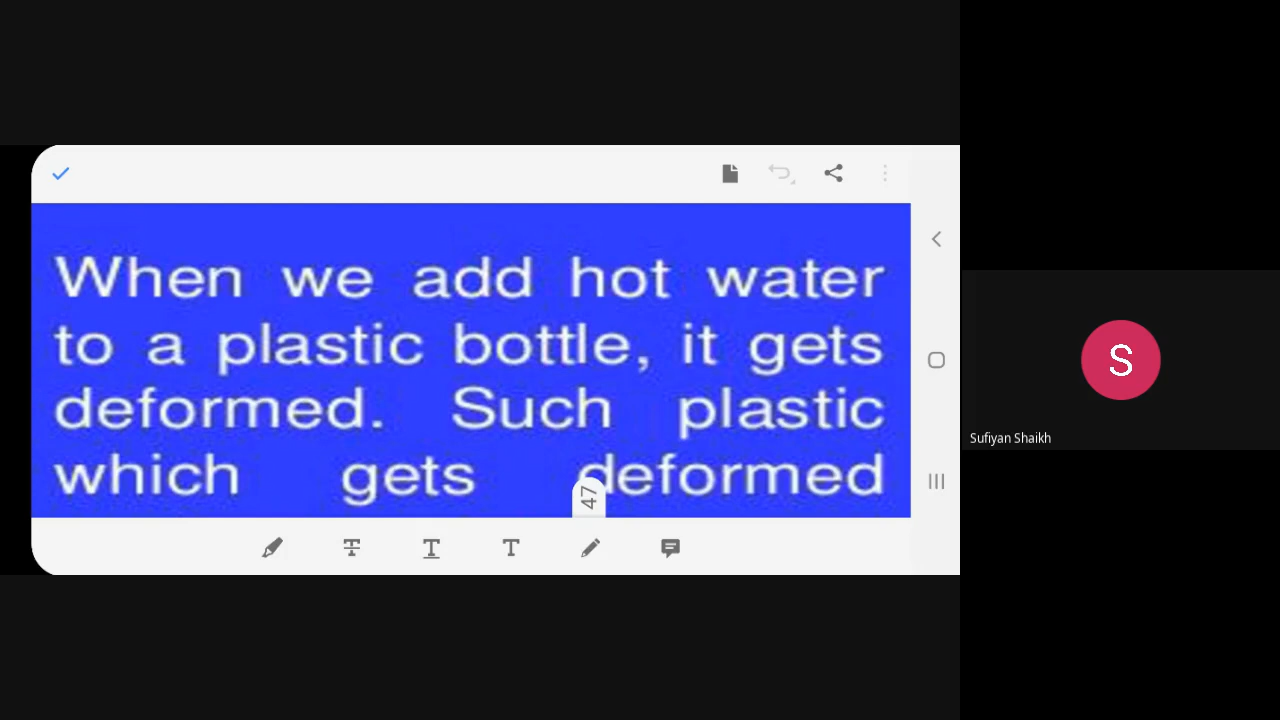 When we add hot water
to a plastic bottle, it gets
deformed. Such plastic
which gets deformed
47
S
Sufiyan Shaikh